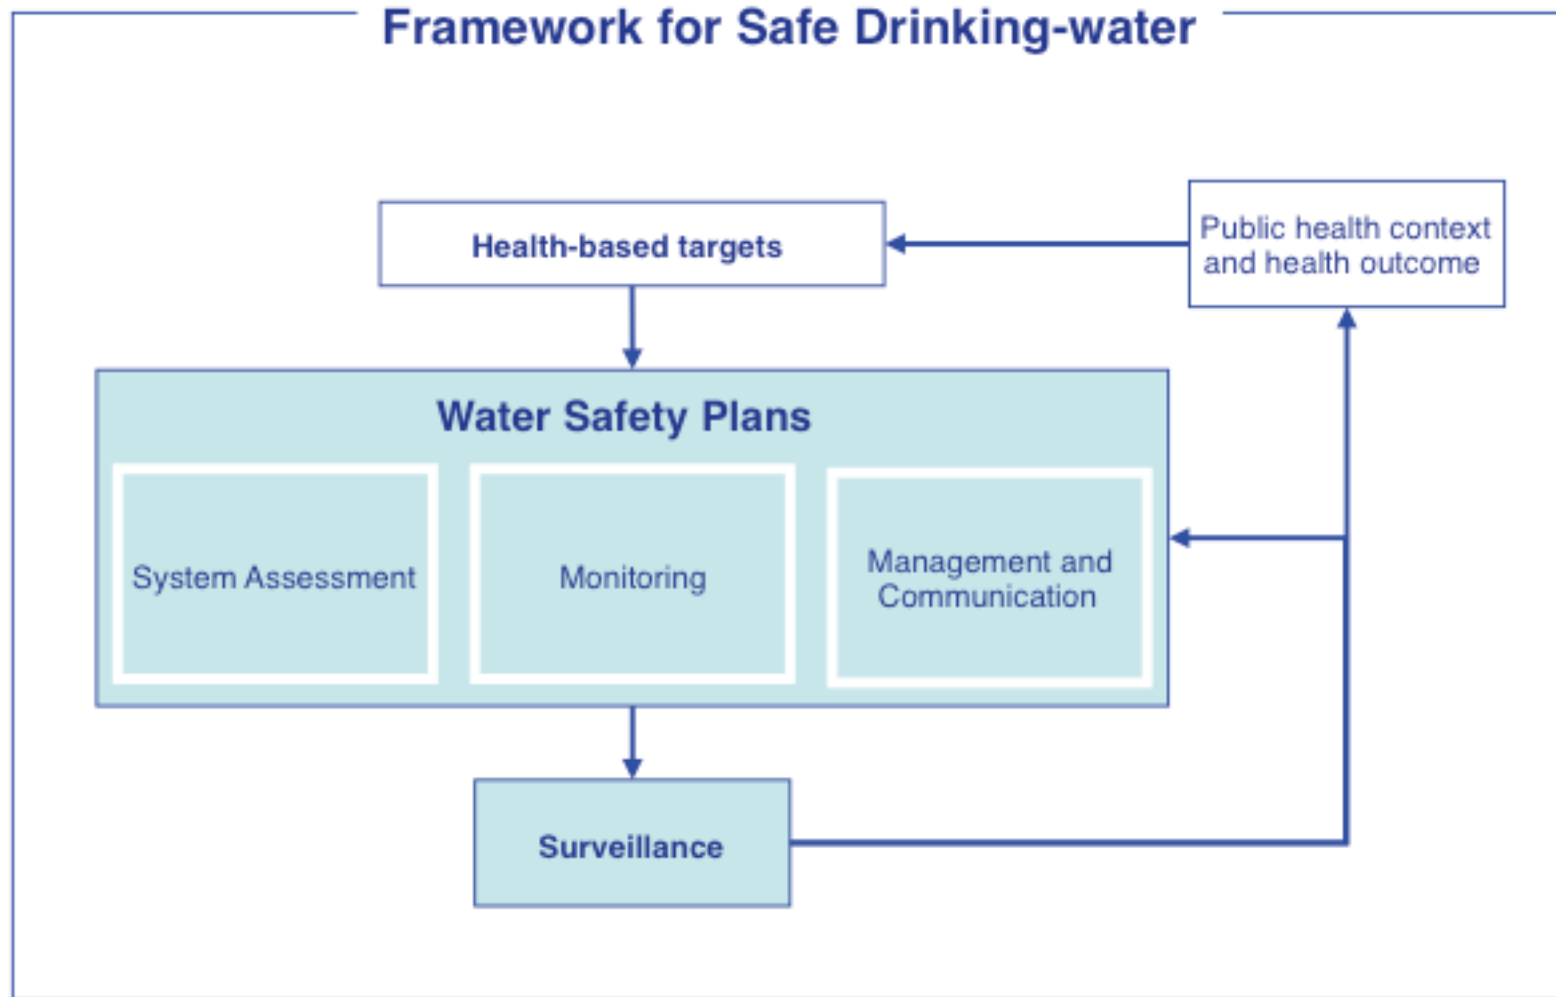 Framework for Safe Drinking-water
Health-based targets
Public health context
and health outcome
Water Safety Plans
System Assessment
Monitoring
Management and
Communication
Surveillance